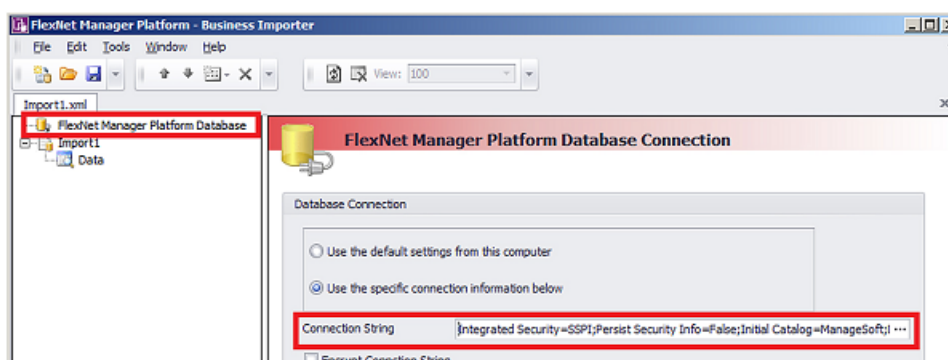 FlexNet Manager Platform - Business Importer
File Edit Tools Window Help
View: 100
Import1.xml
FlexNet Manager Platform Database
Import1
Data
FlexNet Manager Platform Database Connection
Database Connection
Use the default settings from this computer
Use the specific connection information below
Connection String Integrated Security=SSPI;Persist Security Info=False;Initial Catalog=ManageSoft;I ...